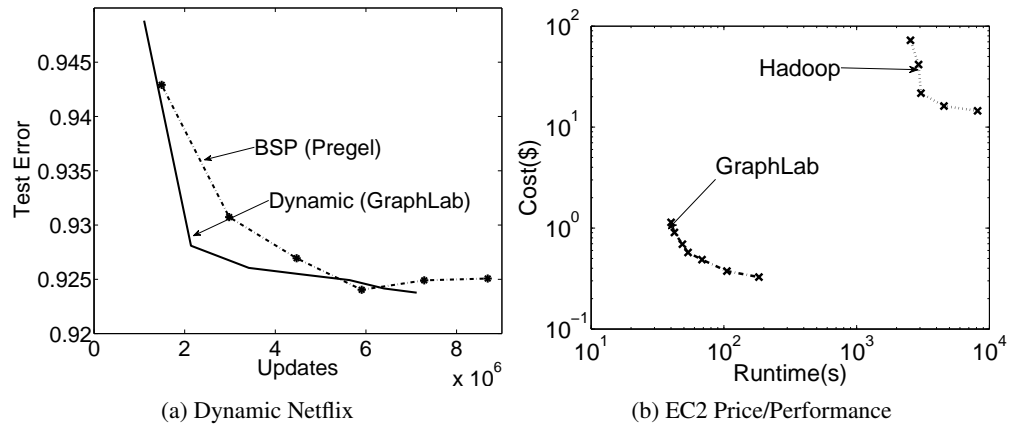 0.945
0.94
0.935
0.93
0.925
0.92
0
2
4
6
8
x 10^6
Test Error
Updates
BSP (Pregel)
Dynamic (GraphLab)
(a) Dynamic Netflix
10^2
10^1
10^0
10^−1
10^1
10^2
10^3
10^4
Cost($)
Runtime(s)
Hadoop
GraphLab
(b) EC2 Price/Performance